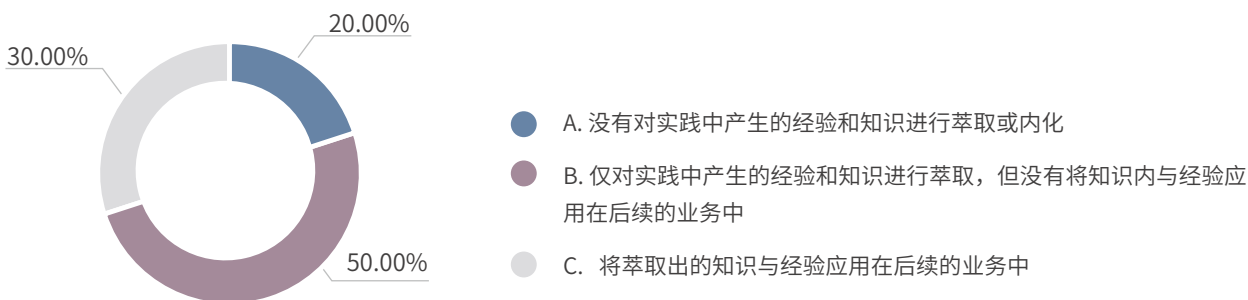 20.00%
30.00%
A. 没有对实践中产生的经验和知识进行萃取或内化
B. 仅对实践中产生的经验和知识进行萃取，但没有将知识内与经验应
用在后续的业务中
50.00%
C. 将萃取出的知识与经验应用在后续的业务中